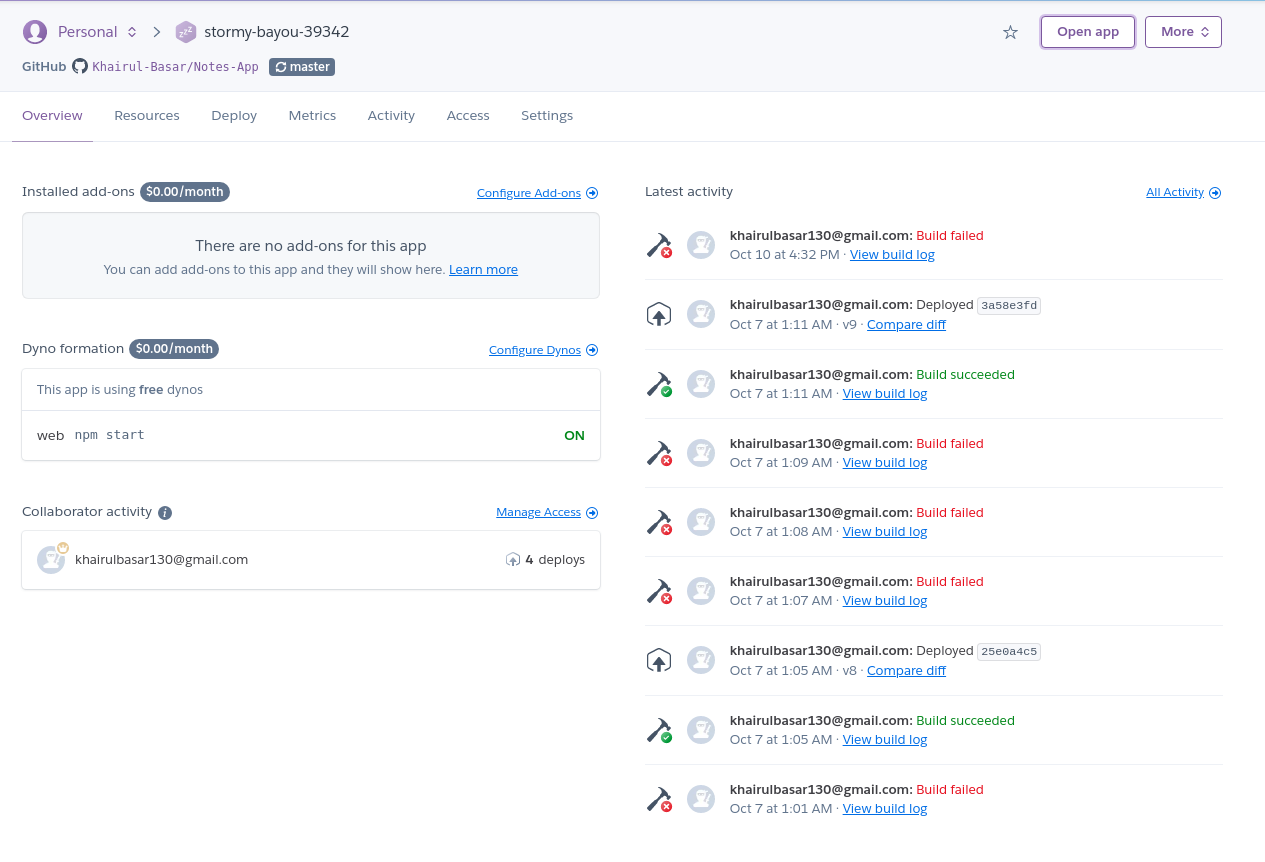 Personal stormy-bayou-39342
Open app
More
GitHub Khairul-Basar/Notes-App master
Overview Resources Deploy Metrics Activity Access Settings
Installed add-ons $0.00/month Configure Add-ons
There are no add-ons for this app
You can add add-ons to this app and they will show here. Learn more
Dyno formation $0.00/month Configure Dynos
This app is using free dynos
web npm start ON
Collaborator activity i Manage Access
khairulbasar130@gmail.com 4 deploys
Latest activity All Activity
khairulbasar130@gmail.com: Build failed
Oct 10 at 4:32 PM · View build log
khairulbasar130@gmail.com: Deployed 3a58e3fd
Oct 7 at 1:11 AM · v9 · Compare diff
khairulbasar130@gmail.com: Build succeeded
Oct 7 at 1:11 AM · View build log
khairulbasar130@gmail.com: Build failed
Oct 7 at 1:09 AM · View build log
khairulbasar130@gmail.com: Build failed
Oct 7 at 1:08 AM · View build log
khairulbasar130@gmail.com: Build failed
Oct 7 at 1:07 AM · View build log
khairulbasar130@gmail.com: Deployed 25e0a4c5
Oct 7 at 1:05 AM · v8 · Compare diff
khairulbasar130@gmail.com: Build succeeded
Oct 7 at 1:05 AM · View build log
khairulbasar130@gmail.com: Build failed
Oct 7 at 1:01 AM · View build log